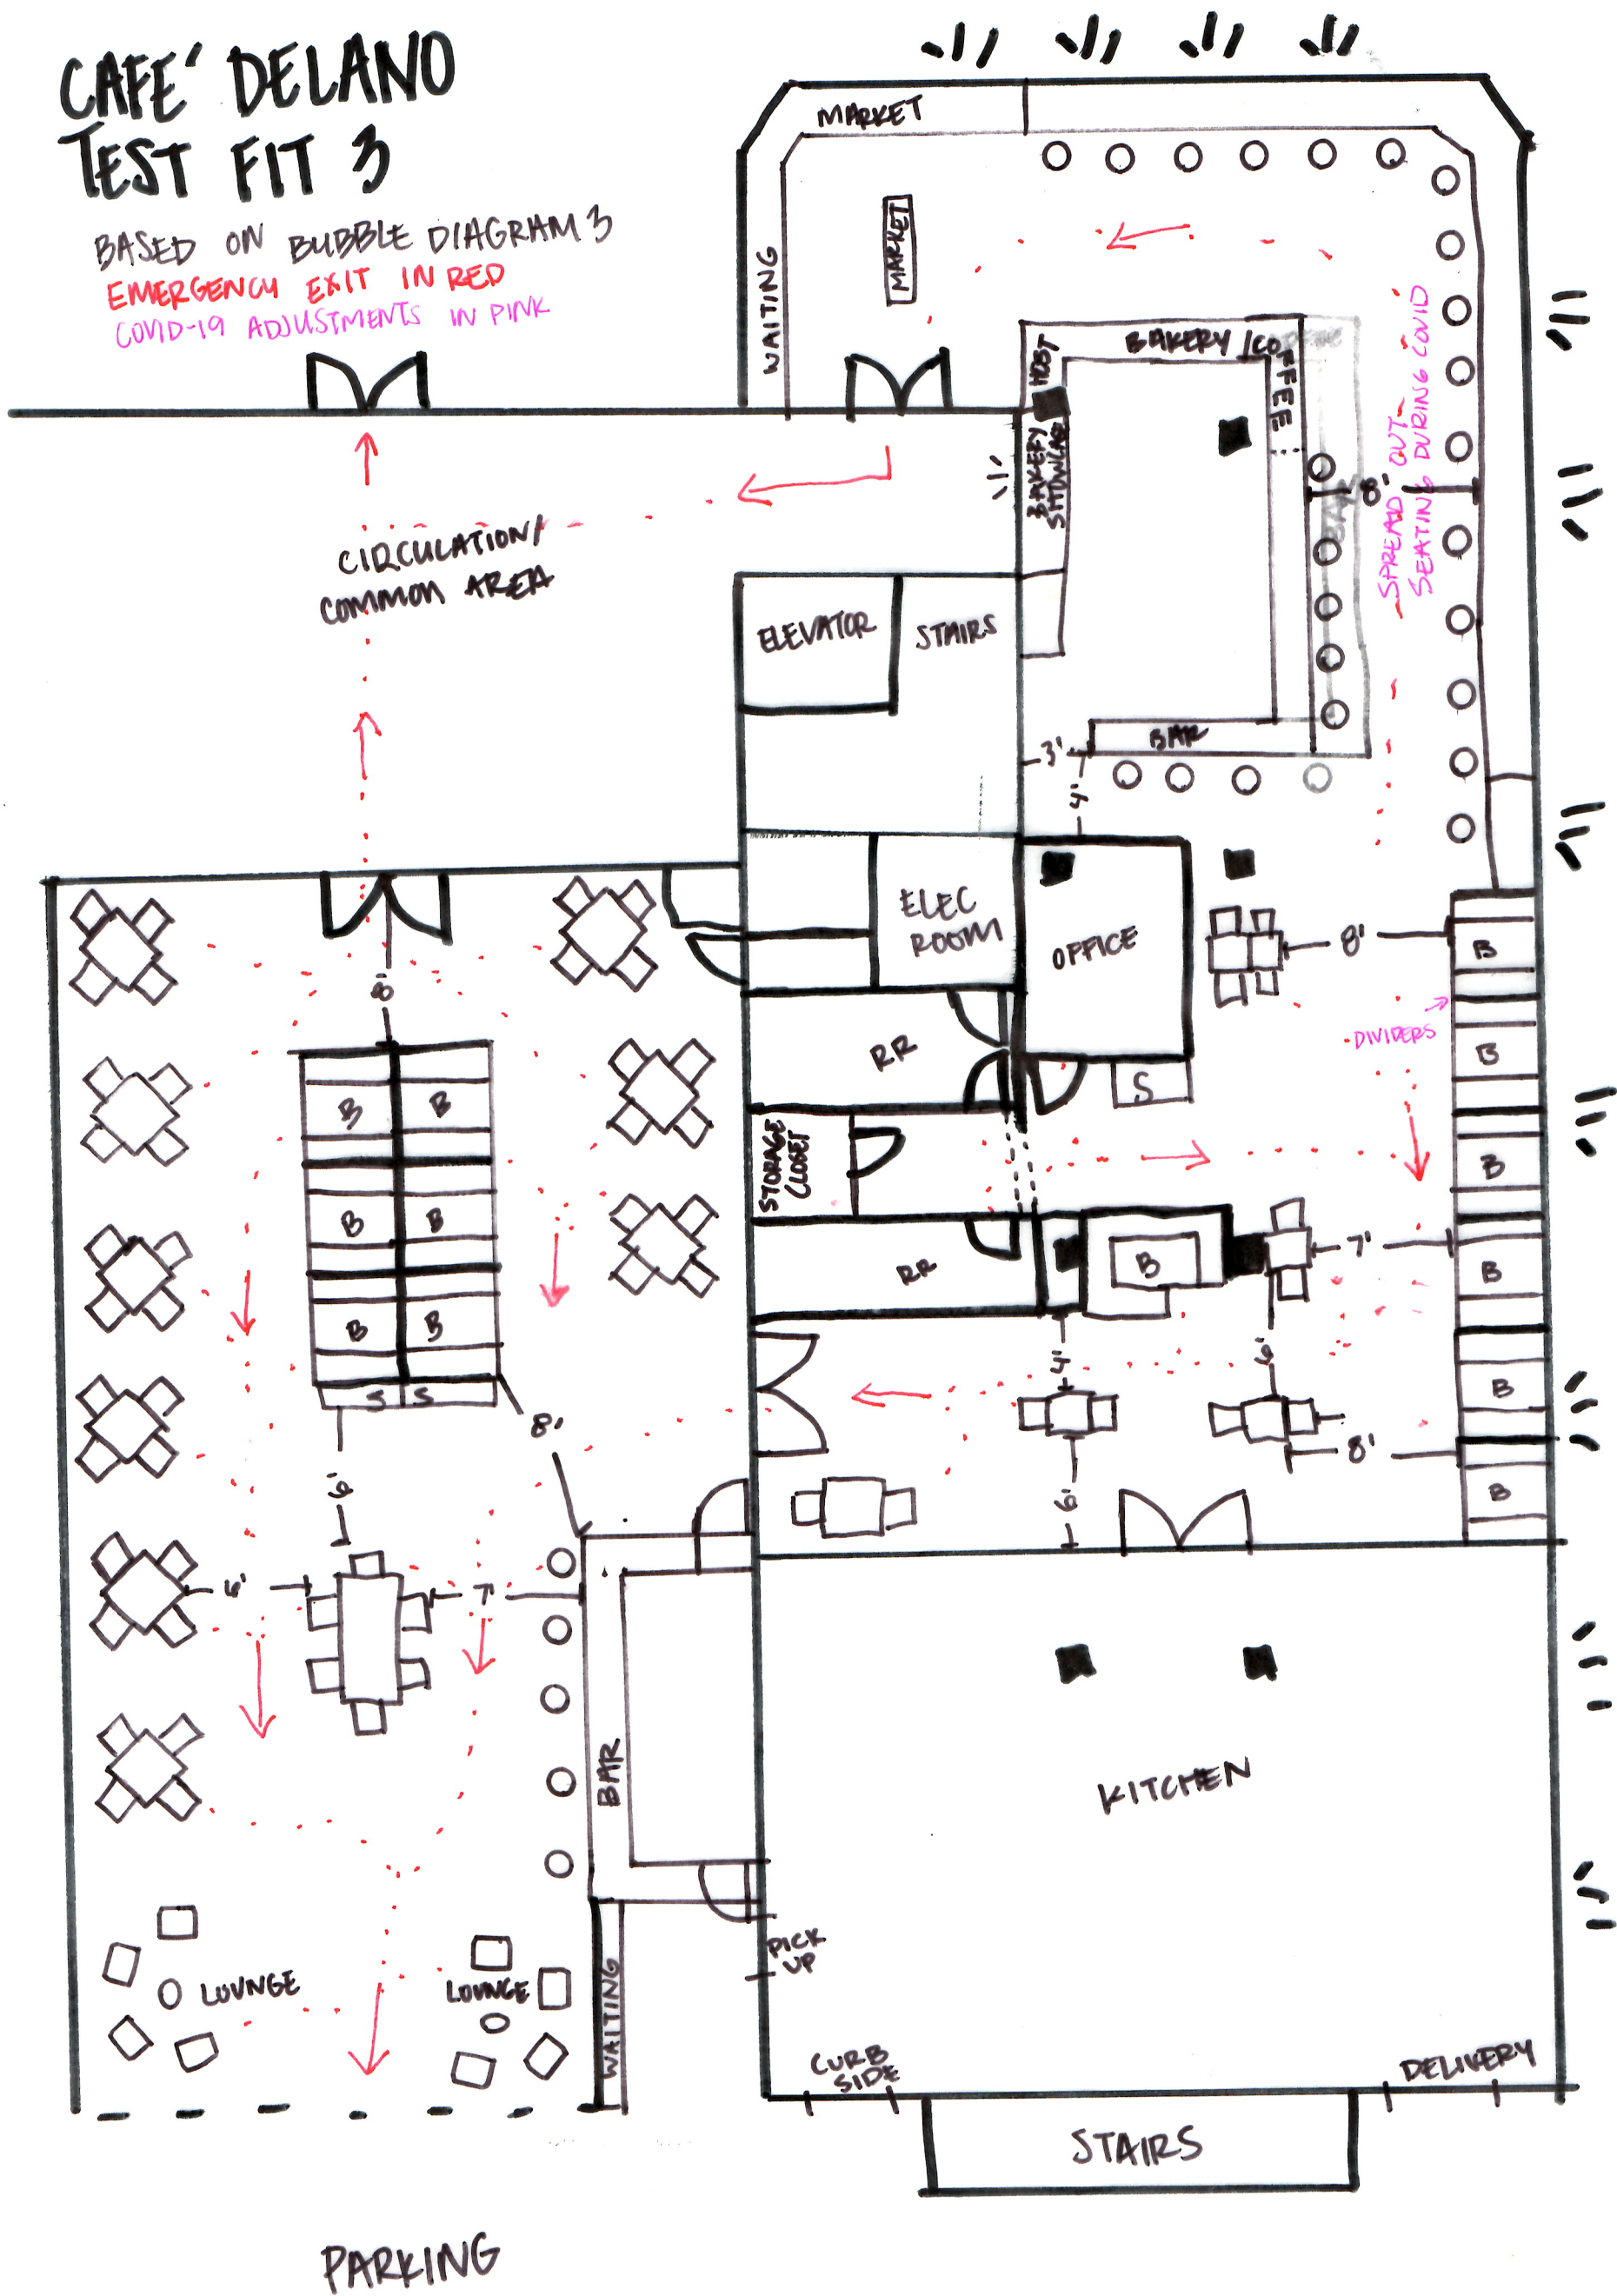 CAFE' DELANO
TEST FIT 3
BASED ON BUBBLE DIAGRAM 3
EMERGENCY EXIT IN RED
COVID-19 ADJUSTMENTS IN PINK
MARKET
WAITING
MARKET
HOST
BAKERY / COFFEE
BAKERY
SHOWCASE
8'
SPREAD OUT
SEATING DURING COVID
CIRCULATION/
COMMON AREA
ELEVATOR
STAIRS
BAR
3'
4'
ELEC
ROOM
OFFICE
8'
B
8'
DIVIDERS
B
RR
S
B
B
B
STORAGE
CLOSET
B
B
B
RR
B
7'
B
B
B
4'
6'
B
S
S
8'
8'
6'
6'
B
6'
7'
BAR
KITCHEN
PICK
UP
LOUNGE
LOUNGE
WAITING
CURB
SIDE
DELIVERY
STAIRS
PARKING